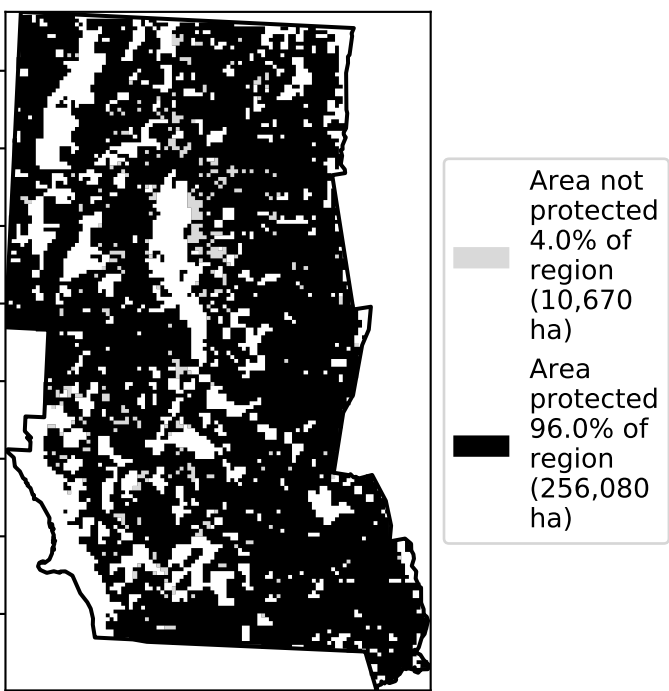 Area not
protected
4.0% of
region
(10,670
ha)
Area
protected
96.0% of
region
(256,080
ha)